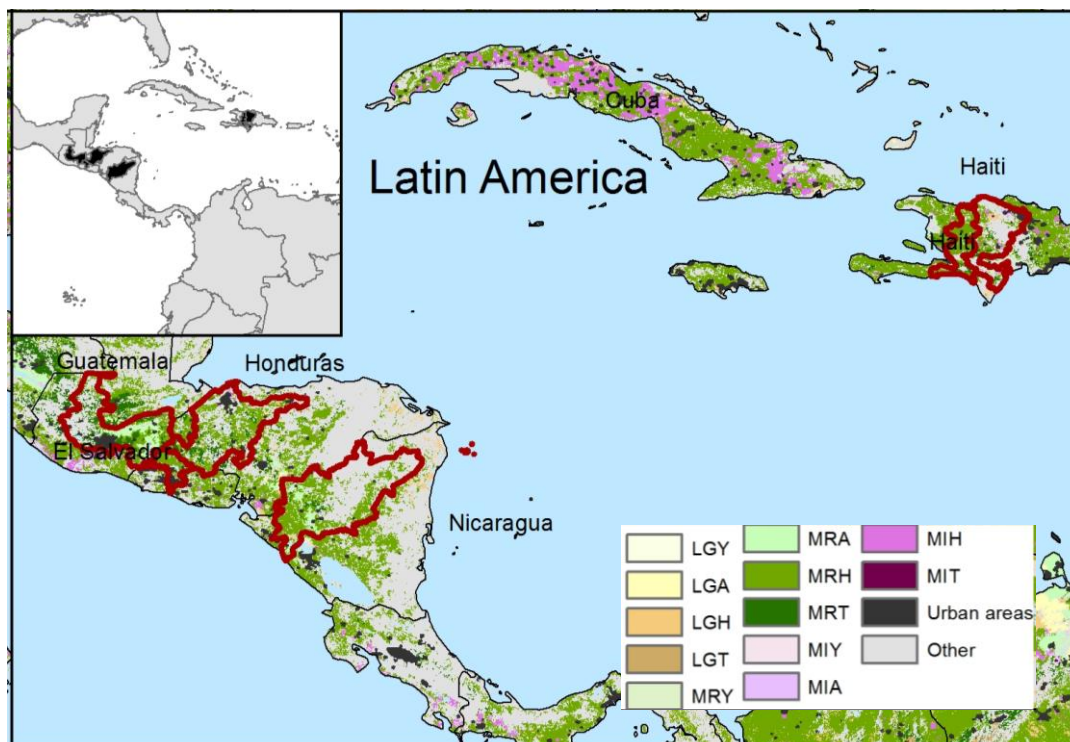 Cuba
Latin America
Haiti
Haiti
Guatemala
Honduras
El Salvador
Nicaragua
LGY
LGA
LGH
LGT
MRY
MRA
MRH
MRT
MIY
MIA
MIH
MIT
Urban areas
Other